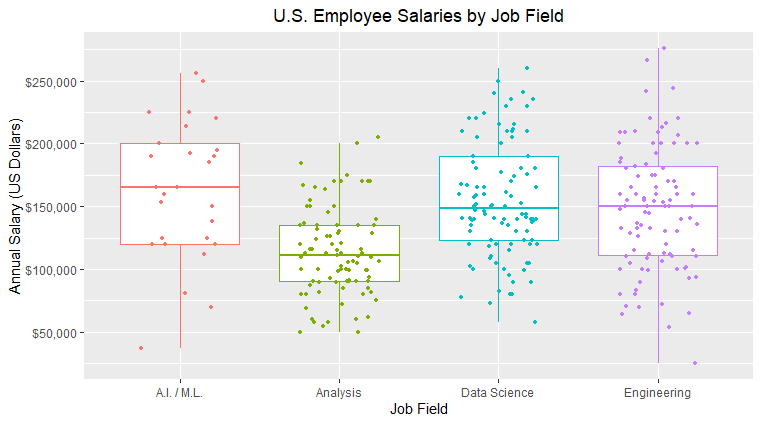 U.S. Employee Salaries by Job Field
Annual Salary (US Dollars)
$250,000
$200,000
$150,000
$100,000
$50,000
A.I. / M.L.
Analysis
Data Science
Engineering
Job Field